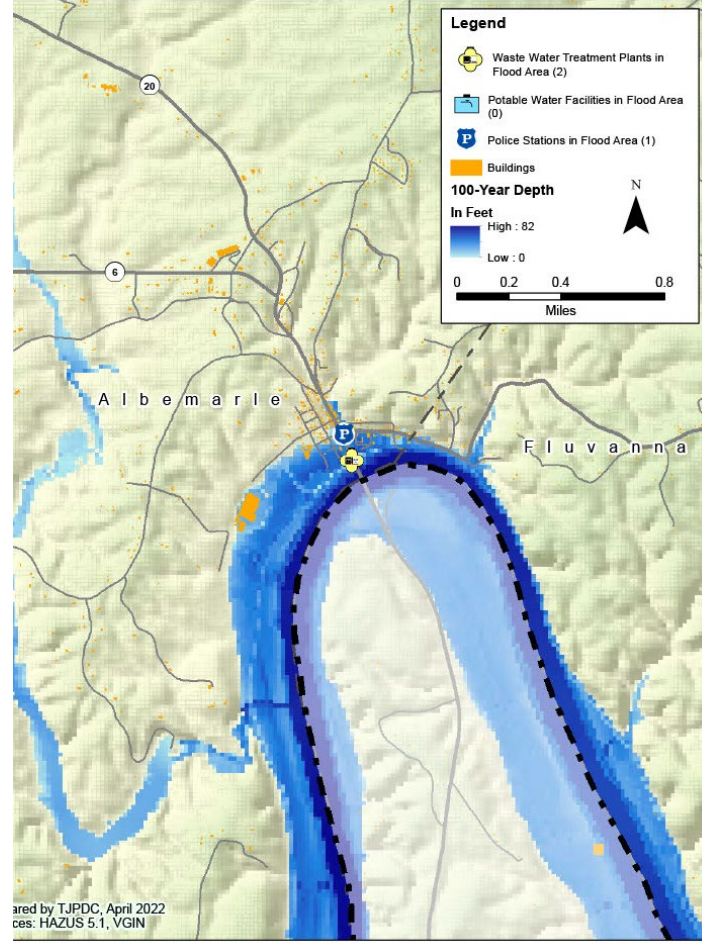 Legend
Waste Water Treatment Plants in
Flood Area (2)
Potable Water Facilities in Flood Area
(0)
P
Police Stations in Flood Area (1)
Buildings
100-Year Depth
In Feet
High : 82
Low : 0
N
0 0.2 0.4 0.8
Miles
20
6
Albemarle
P
Fluvanna
ared by TJPDC, April 2022
ces: HAZUS 5.1, VGIN